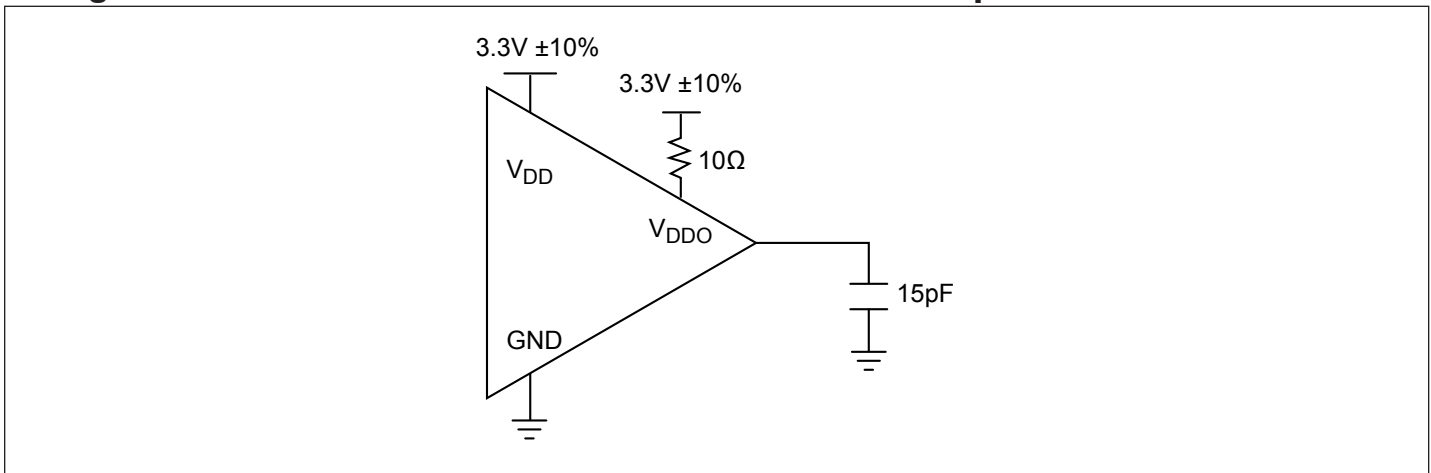 3.3V ±10%
3.3V ±10%
10Ω
VDD
VDDO
15pF
GND